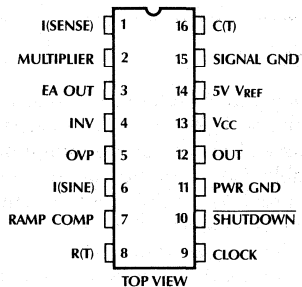 I(SENSE) 1 16 C(T)
MULTIPLIER 2 15 SIGNAL GND
EA OUT 3 14 5V VREF
INV 4 13 VCC
OVP 5 12 OUT
I(SINE) 6 11 PWR GND
RAMP COMP 7 10 SHUTDOWN
R(T) 8 9 CLOCK
TOP VIEW